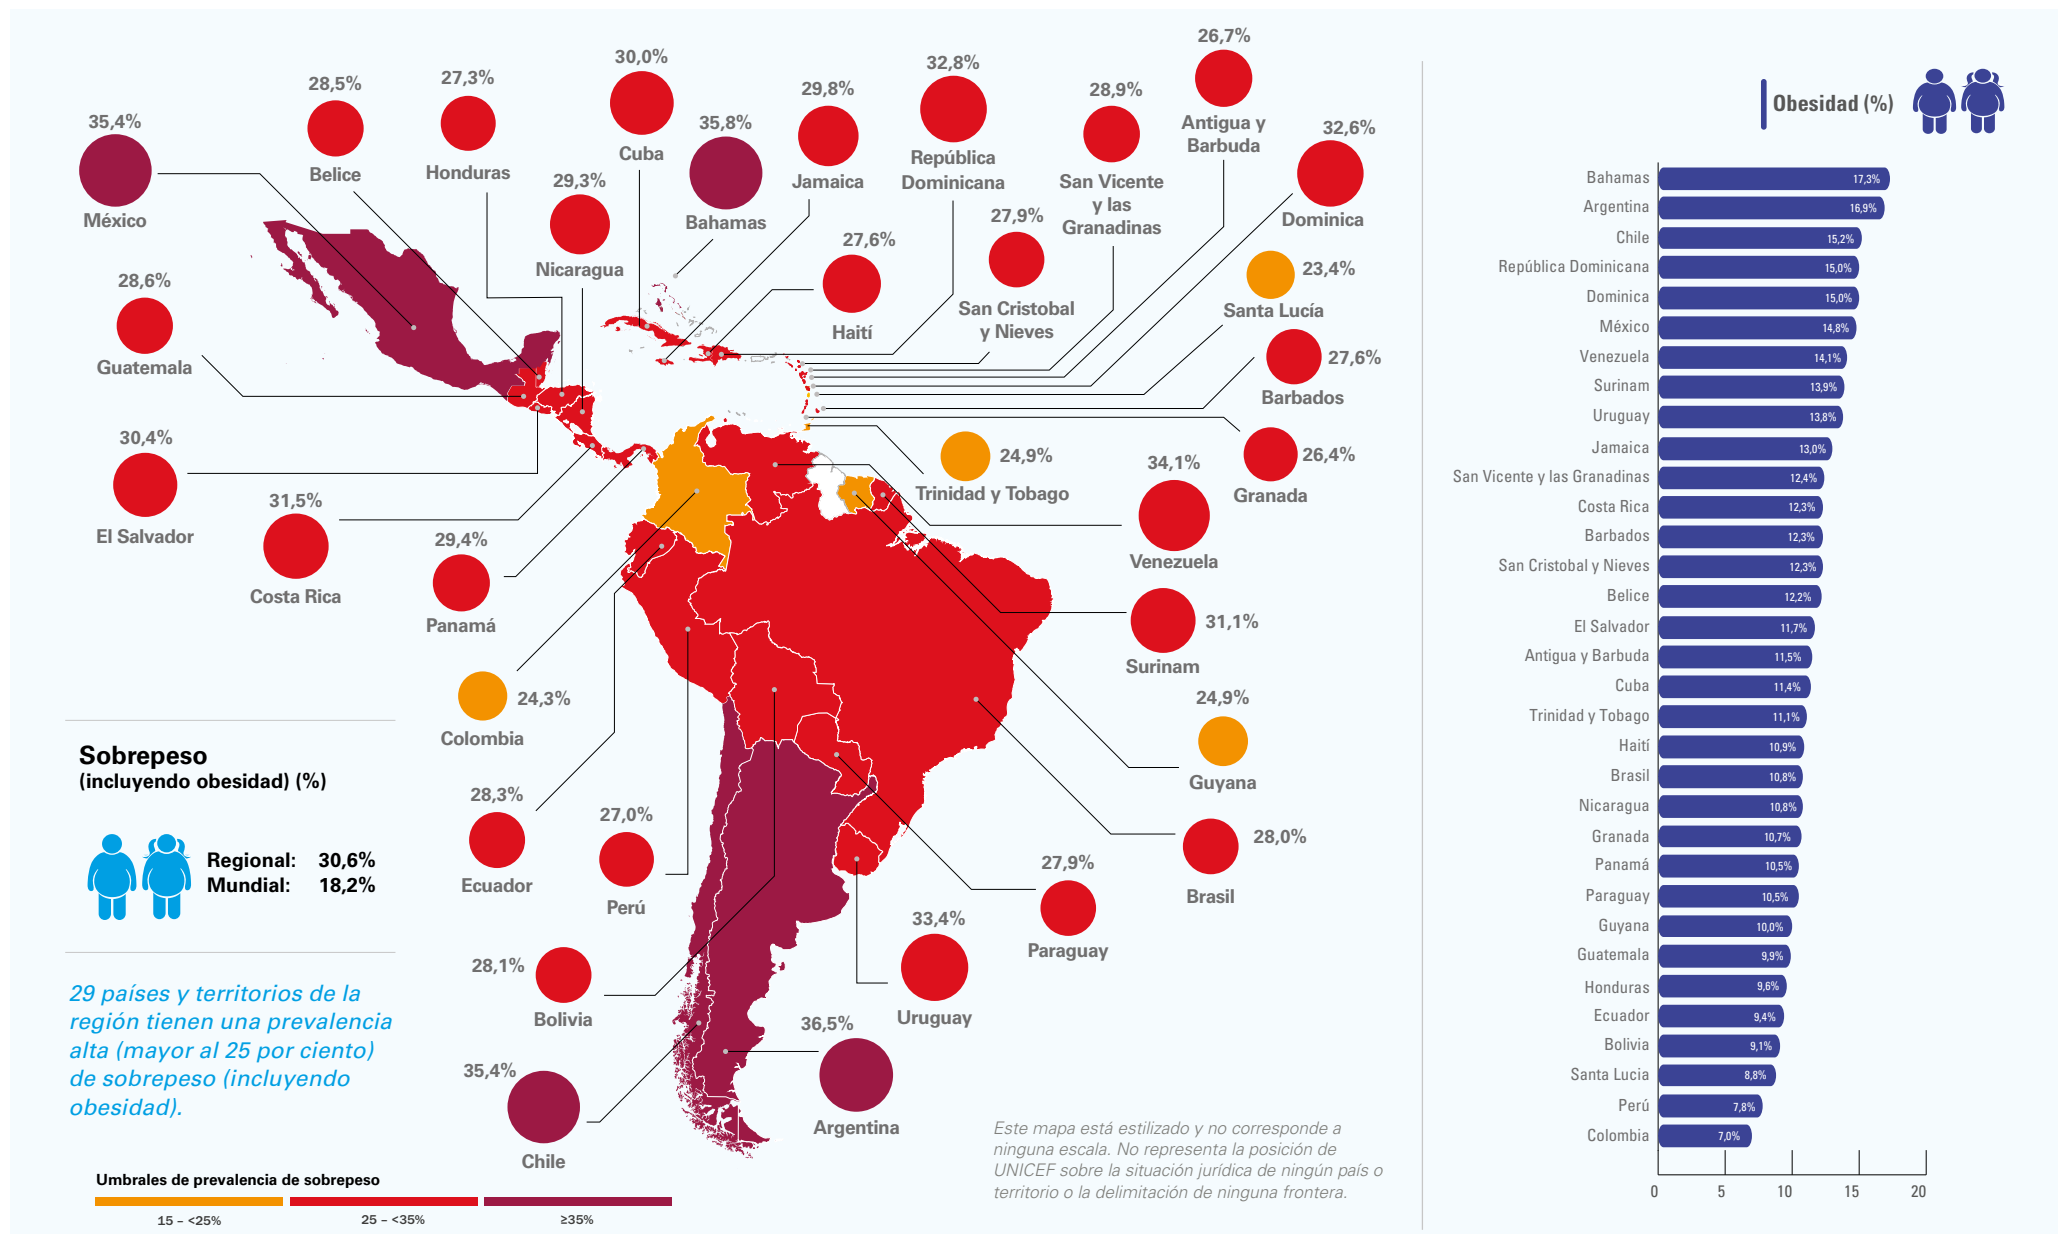 35,4%
México
28,5%
Belice
27,3%
Honduras
29,3%
Nicaragua
30,0%
Cuba
35,8%
Bahamas
29,8%
Jamaica
27,6%
Haití
32,8%
República
Dominicana
27,9%
San Cristobal
y Nieves
28,9%
San Vicente
y las
Granadinas
26,7%
Antigua y
Barbuda
32,6%
Dominica
23,4%
Santa Lucía
27,6%
Barbados
26,4%
Granada
24,9%
Trinidad y Tobago
34,1%
Venezuela
31,1%
Surinam
24,9%
Guyana
28,0%
Brasil
27,9%
Paraguay
33,4%
Uruguay
36,5%
Argentina
35,4%
Chile
28,1%
Bolivia
27,0%
Perú
28,3%
Ecuador
24,3%
Colombia
29,4%
Panamá
31,5%
Costa Rica
30,4%
El Salvador
28,6%
Guatemala
Sobrepeso
(incluyendo obesidad) (%)
Regional: 30,6%
Mundial: 18,2%
29 países y territorios de la
región tienen una prevalencia
alta (mayor al 25 por ciento)
de sobrepeso (incluyendo
obesidad).
Umbrales de prevalencia de sobrepeso
15 – <25% 25 – <35% ≥35%
Este mapa está estilizado y no corresponde a
ninguna escala. No representa la posición de
UNICEF sobre la situación jurídica de ningún país o
territorio o la delimitación de ninguna frontera.
Obesidad (%)
Bahamas 17,3%
Argentina 16,9%
Chile 15,2%
República Dominicana 15,0%
Dominica 15,0%
México 14,8%
Venezuela 14,1%
Surinam 13,9%
Uruguay 13,8%
Jamaica 13,0%
San Vicente y las Granadinas 12,4%
Costa Rica 12,3%
Barbados 12,3%
San Cristobal y Nieves 12,3%
Belice 12,2%
El Salvador 11,7%
Antigua y Barbuda 11,5%
Cuba 11,4%
Trinidad y Tobago 11,1%
Haití 10,9%
Brasil 10,8%
Nicaragua 10,8%
Granada 10,7%
Panamá 10,5%
Paraguay 10,5%
Guyana 10,0%
Guatemala 9,9%
Honduras 9,6%
Ecuador 9,4%
Bolivia 9,1%
Santa Lucia 8,8%
Perú 7,8%
Colombia 7,0%
0 5 10 15 20